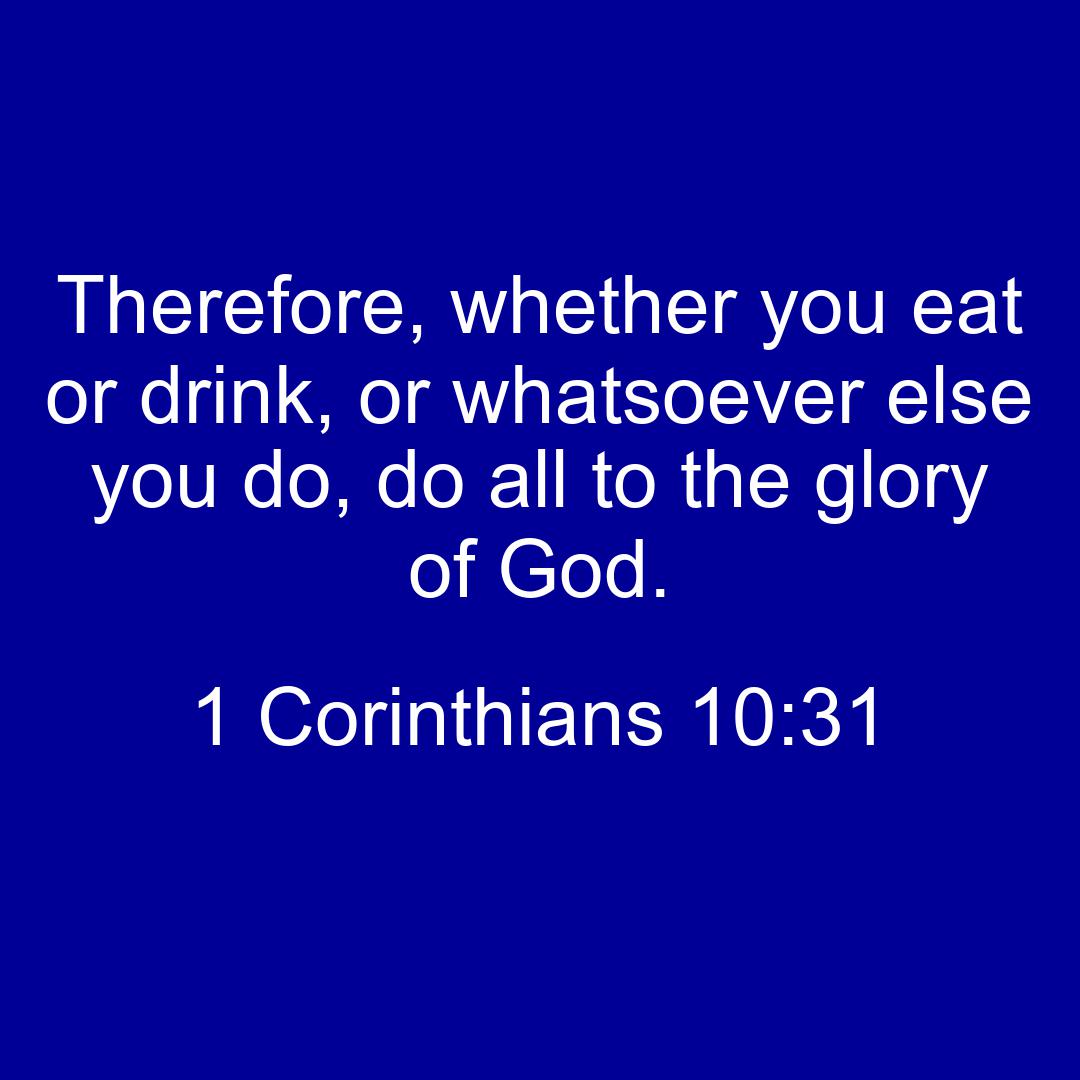 Therefore, whether you eat
or drink, or whatsoever else
you do, do all to the glory
of God.
1 Corinthians 10:31